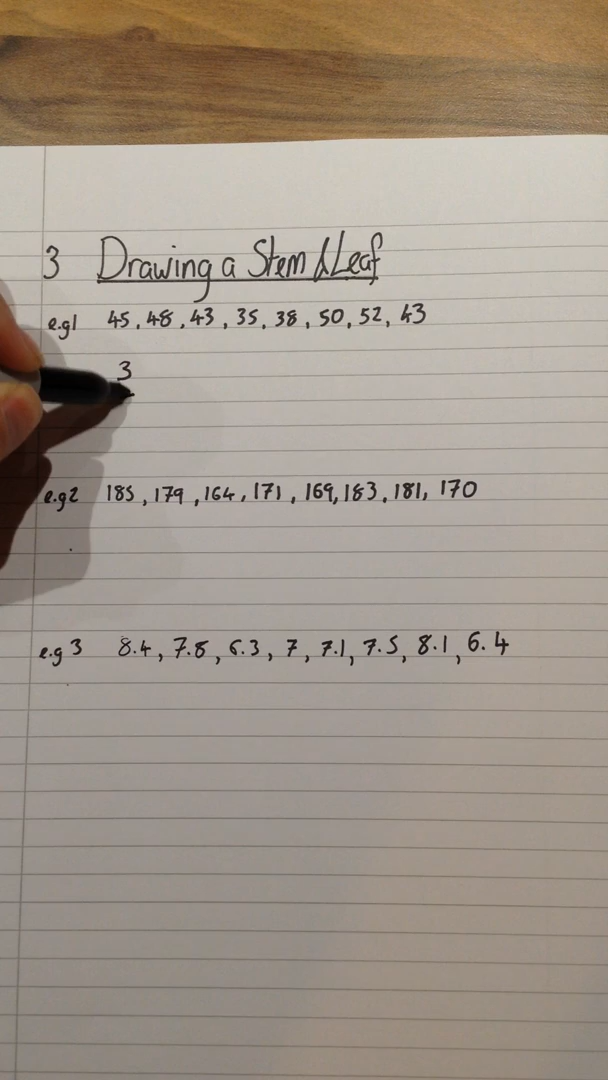 3 Drawing a Stem & Leaf
e.g1 45, 48, 43, 35, 38, 50, 52, 43
3
e.g2 185, 179, 164, 171, 169, 183, 181, 170
e.g 3 8.4, 7.8, 6.3, 7, 7.1, 7.5, 8.1, 6.4